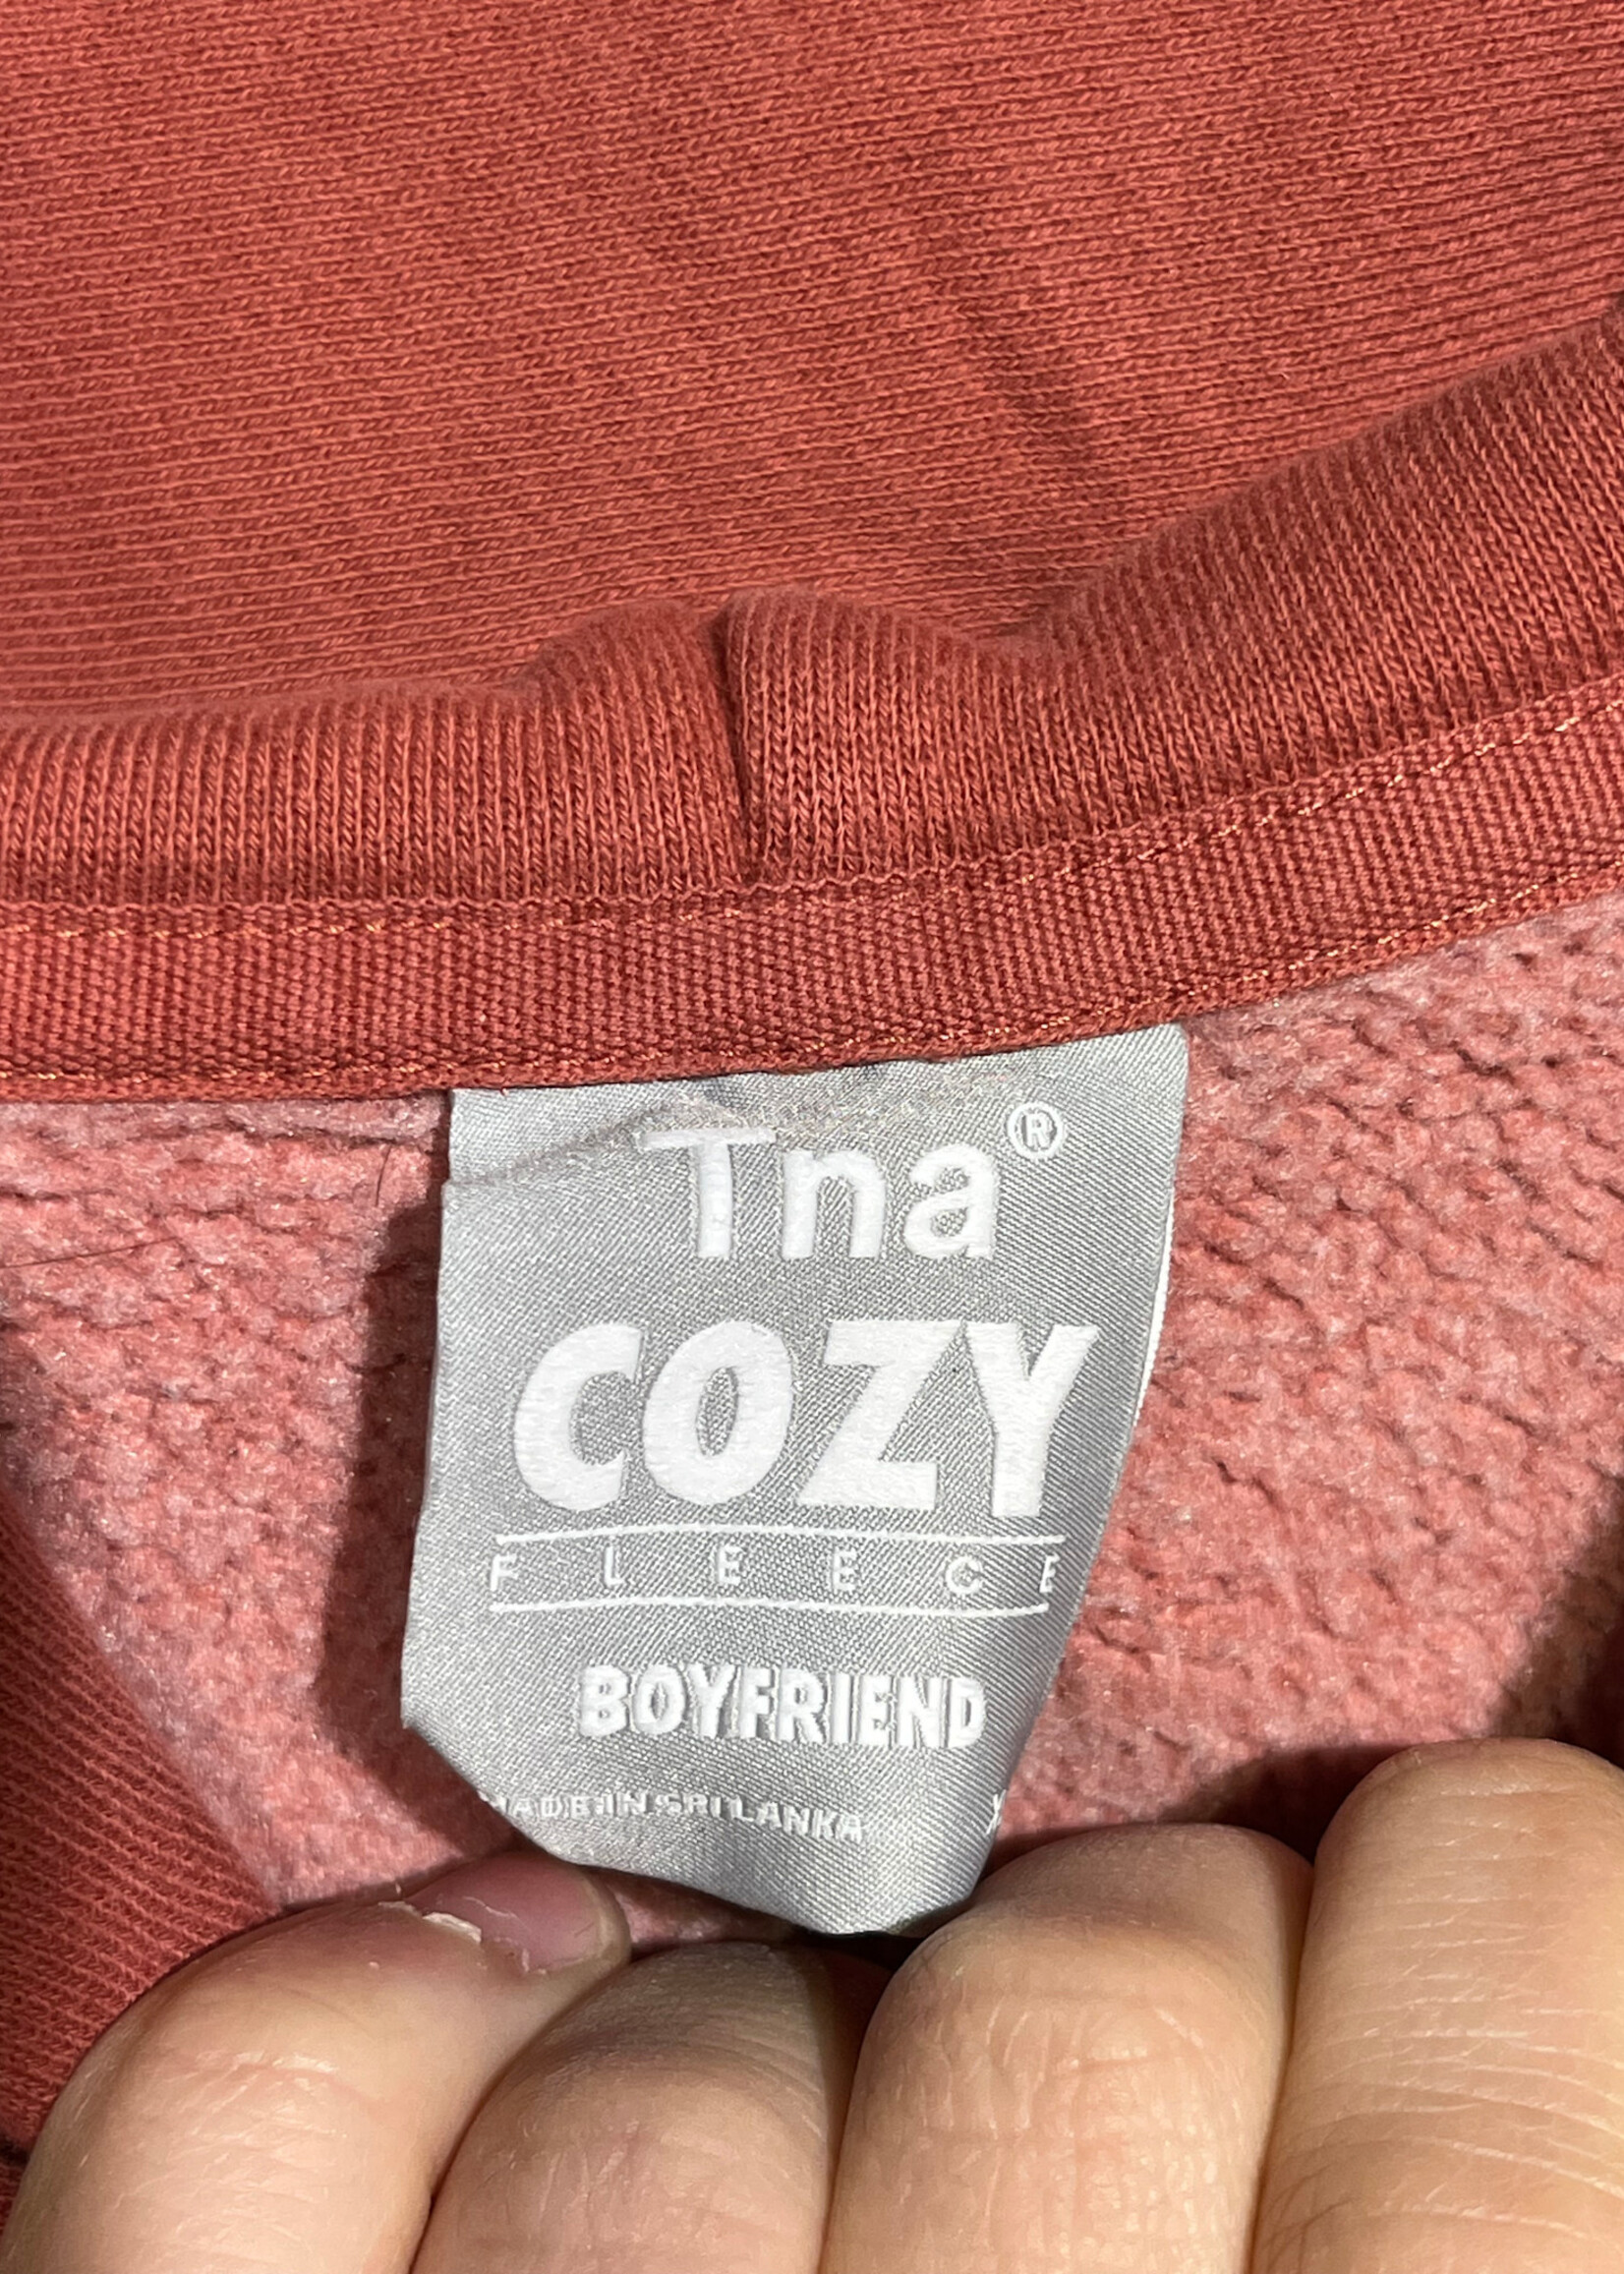 Tna®
COZY
FLEECE
BOYFRIEND
MADE IN SRI LANKA